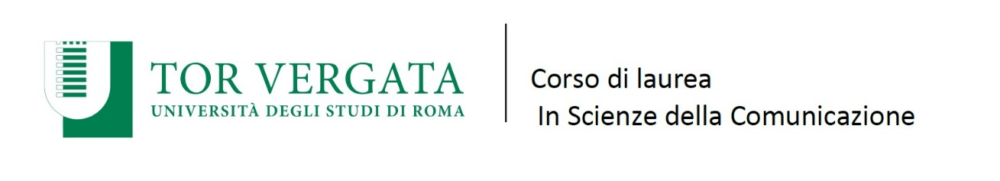 TOR VERGATA
UNIVERSITÀ DEGLI STUDI DI ROMA
Corso di laurea
In Scienze della Comunicazione